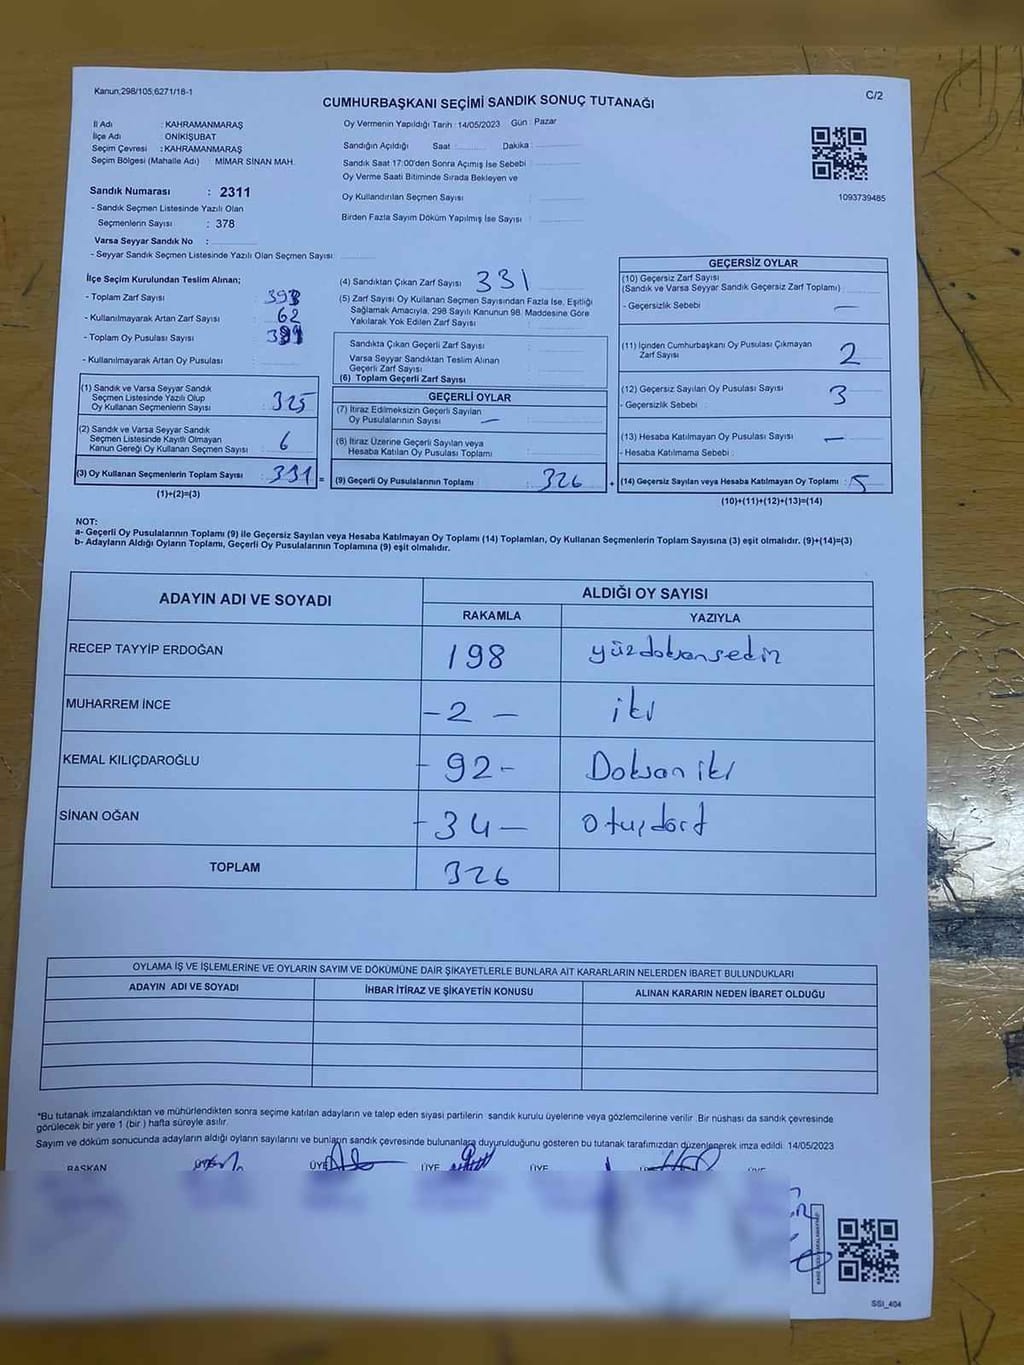 Kanun;298/105,6271/18-1
C/2
CUMHURBAŞKANI SEÇİMİ SANDIK SONUÇ TUTANAĞI
İl Adı : KAHRAMANMARAŞ
İlçe Adı : ONİKİŞUBAT
Seçim Çevresi : KAHRAMANMARAŞ
Seçim Bölgesi (Mahalle Adı) MİMAR SİNAN MAH.
Sandık Numarası : 2311
- Sandık Seçmen Listesinde Yazılı Olan
Seçmenlerin Sayısı : 378
Varsa Seyyar Sandık No :
- Seyyar Sandık Seçmen Listesinde Yazılı Olan Seçmen Sayısı
Oy Vermenin Yapıldığı Tarih : 14/05/2023 Gün : Pazar
Sandığın Açıldığı Saat Dakika :
Sandık Saat 17:00'den Sonra Açımış İse Sebebi :
Oy Verme Saati Bitiminde Sırada Bekleyen ve
Oy Kullandırılan Seçmen Sayısı
Birden Fazla Sayım Döküm Yapılmış İse Sayısı :
1093739485
İlçe Seçim Kurulundan Teslim Alınan;
- Toplam Zarf Sayısı :
- Kullanılmayarak Artan Zarf Sayısı : 62
- Toplam Oy Pusulası Sayısı :
- Kullanılmayarak Artan Oy Pusulası :
(1) Sandık ve Varsa Seyyar Sandık
Seçmen Listesinde Yazılı Olup
Oy Kullanan Seçmenlerin Sayısı : 325
(2) Sandık ve Varsa Seyyar Sandık
Seçmen Listesinde Kayıtlı Olmayan
Kanun Gereği Oy Kullanan Seçmen Sayısı : 6
(3) Oy Kullanan Seçmenlerin Toplam Sayısı : 331 =
(1)+(2)=(3)
(4) Sandıktan Çıkan Zarf Sayısı : 331
(5) Zarf Sayısı Oy Kullanan Seçmen Sayısından Fazla İse, Eşitliği
Sağlamak Amacıyla, 298 Sayılı Kanunun 98. Maddesine Göre
Yakılarak Yok Edilen Zarf Sayısı :
Sandıkta Çıkan Geçerli Zarf Sayısı :
Varsa Seyyar Sandıktan Teslim Alınan
Geçerli Zarf Sayısı :
(6) Toplam Geçerli Zarf Sayısı
GEÇERLİ OYLAR
(7) İtiraz Edilmeksizin Geçerli Sayılan
Oy Pusulalarının Sayısı : —
(8) İtiraz Üzerine Geçerli Sayılan veya
Hesaba Katılan Oy Pusulası Toplamı :
(9) Geçerli Oy Pusulalarının Toplamı : 326 +
GEÇERSİZ OYLAR
(10) Geçersiz Zarf Sayısı
(Sandık ve Varsa Seyyar Sandık Geçersiz Zarf Toplamı) :
- Geçersizlik Sebebi : —
(11) İçinden Cumhurbaşkanı Oy Pusulası Çıkmayan
Zarf Sayısı : 2
(12) Geçersiz Sayılan Oy Pusulası Sayısı : 3
- Geçersizlik Sebebi :
(13) Hesaba Katılmayan Oy Pusulası Sayısı : —
- Hesaba Katılmama Sebebi :
(14) Geçersiz Sayılan veya Hesaba Katılmayan Oy Toplamı : 5
(10)+(11)+(12)+(13)=(14)
NOT:
a- Geçerli Oy Pusulalarının Toplamı (9) ile Geçersiz Sayılan veya Hesaba Katılmayan Oy Toplamı (14) Toplamları, Oy Kullanan Seçmenlerin Toplam Sayısına (3) eşit olmalıdır. (9)+(14)=(3)
b- Adayların Aldığı Oyların Toplamı, Geçerli Oy Pusulalarının Toplamına (9) eşit olmalıdır.
ADAYIN ADI VE SOYADI ALDIĞI OY SAYISI
RAKAMLA YAZIYLA
RECEP TAYYİP ERDOĞAN 198 yüzdoksansekiz
MUHARREM İNCE - 2 - iki
KEMAL KILIÇDAROĞLU - 92 - Doksan iki
SİNAN OĞAN - 34 - otuzdört
TOPLAM 326
OYLAMA İŞ VE İŞLEMLERİNE VE OYLARIN SAYIM VE DÖKÜMÜNE DAİR ŞİKAYETLERLE BUNLARA AİT KARARLARIN NELERDEN İBARET BULUNDUKLARI
ADAYIN ADI VE SOYADI İHBAR İTİRAZ VE ŞİKAYETİN KONUSU ALINAN KARARIN NEDEN İBARET OLDUĞU
*Bu tutanak imzalandıktan ve mühürlendikten sonra seçime katılan adayların ve talep eden siyasi partilerin sandık kurulu üyelerine veya gözlemcilerine verilir. Bir nüshası da sandık çevresinde
görülecek bir yere 1 (bir ) hafta süreyle asılır.
Sayım ve döküm sonucunda adayların aldığı oyların sayılarını ve bunların sandık çevresinde bulunanlara duyurulduğunu gösteren bu tutanak tarafımızdan düzenlenerek imza edildi. 14/05/2023
BAŞKAN ÜYE ÜYE ÜYE
SSI_404